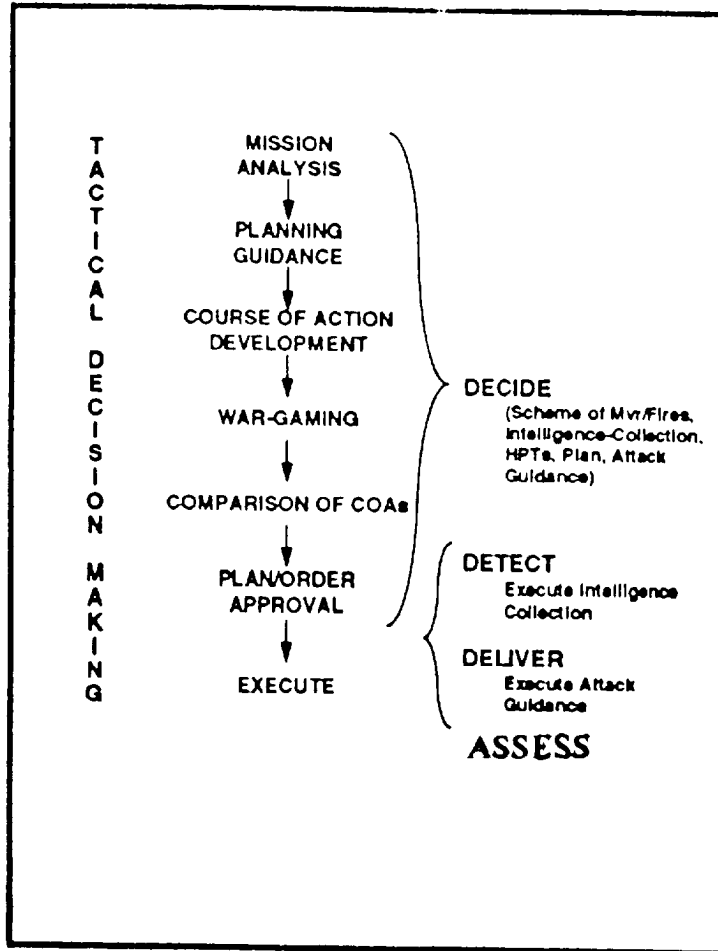 TACTICAL DECISION MAKING
MISSION
ANALYSIS
PLANNING
GUIDANCE
COURSE OF ACTION
DEVELOPMENT
WAR-GAMING
COMPARISON OF COAs
PLAN/ORDER
APPROVAL
EXECUTE
DECIDE
(Scheme of Mvr/Fires,
Intelligence-Collection,
HPTs, Plan, Attack
Guidance)
DETECT
Execute Intelligence
Collection
DELIVER
Execute Attack
Guidance
ASSESS